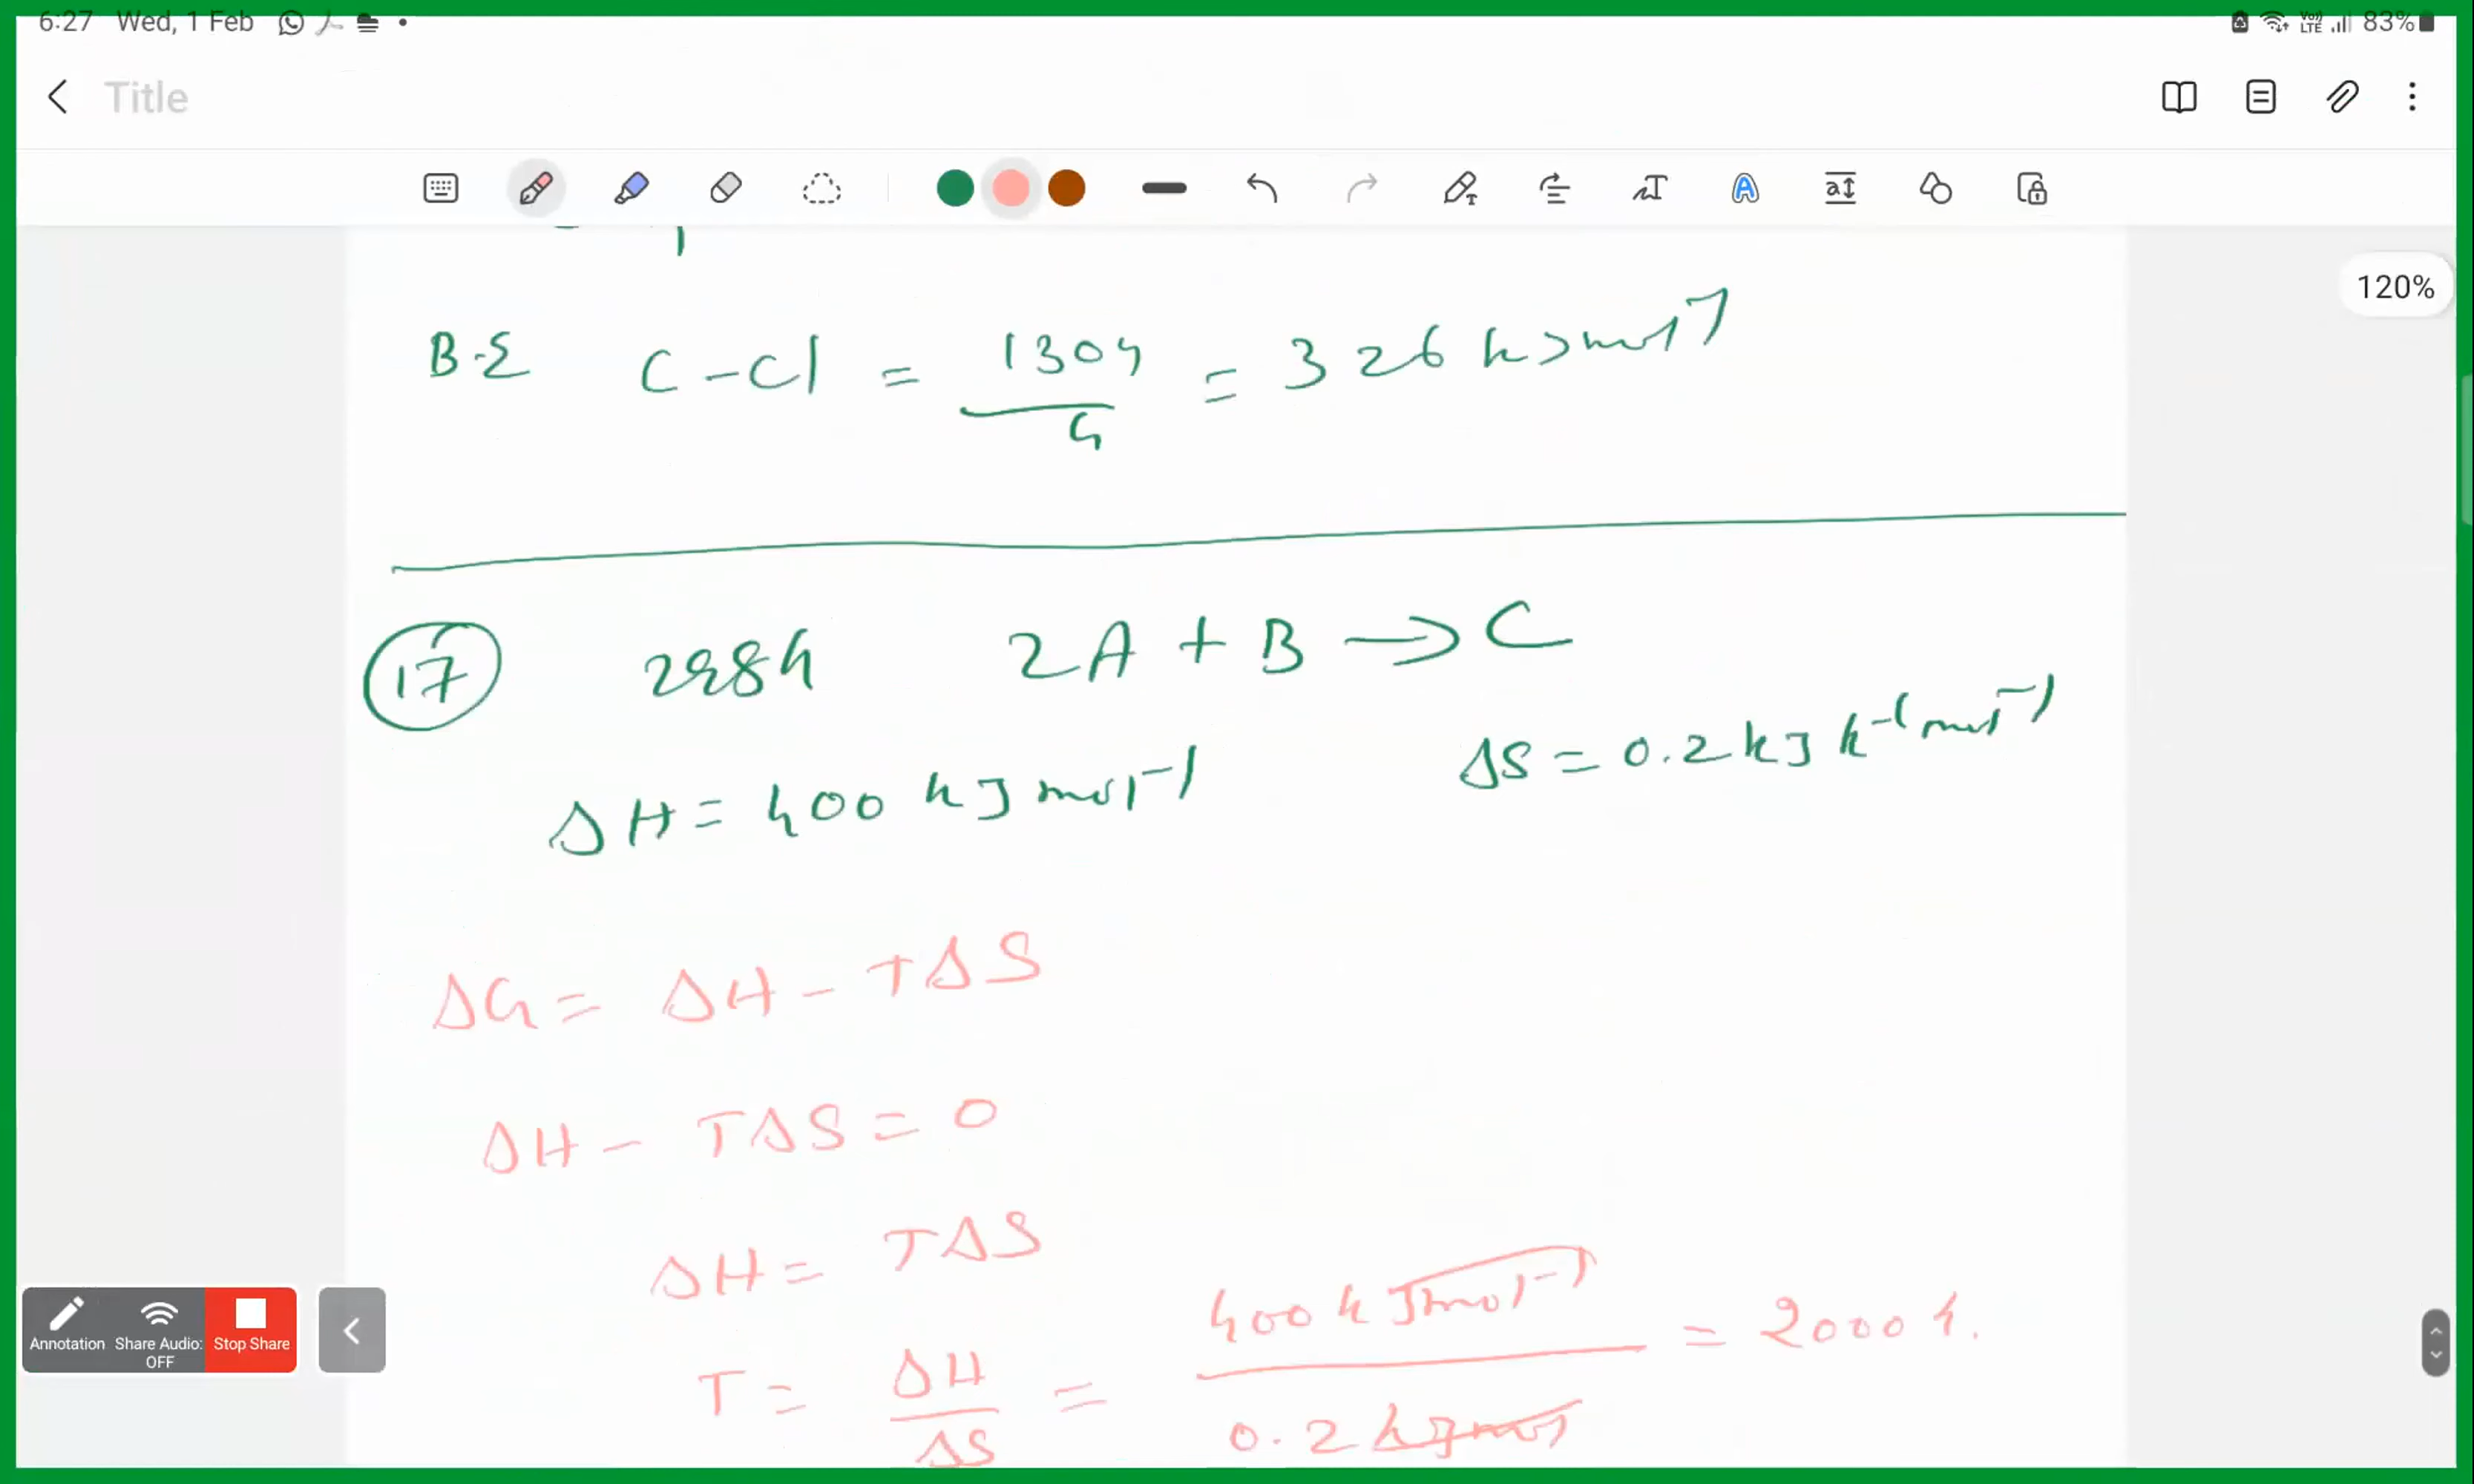 6:27 Wed, 1 Feb
83%
Title
120%
B.E C-Cl = 1304/4 = 326 kJ mol⁻¹
17 298K 2A + B → C
ΔH = 400 kJ mol⁻¹ ΔS = 0.2 kJ K⁻¹ mol⁻¹
ΔG = ΔH - TΔS
ΔH - TΔS = 0
ΔH = TΔS
T = ΔH/ΔS = 400 kJ mol⁻¹/0.2 kJ mol = 2000 K.
Annotation Share Audio: OFF Stop Share